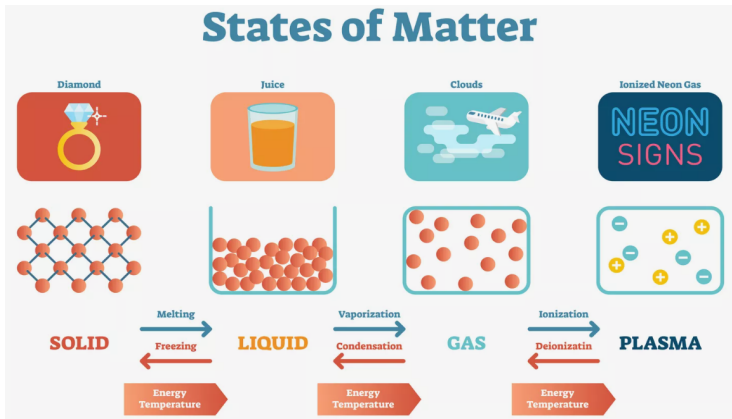 States of Matter
Diamond
Juice
Clouds
Ionized Neon Gas
NEON
SIGNS
Melting
Vaporization
Ionization
SOLID
LIQUID
GAS
PLASMA
Freezing
Condensation
Deionizatin
Energy
Temperature
Energy
Temperature
Energy
Temperature